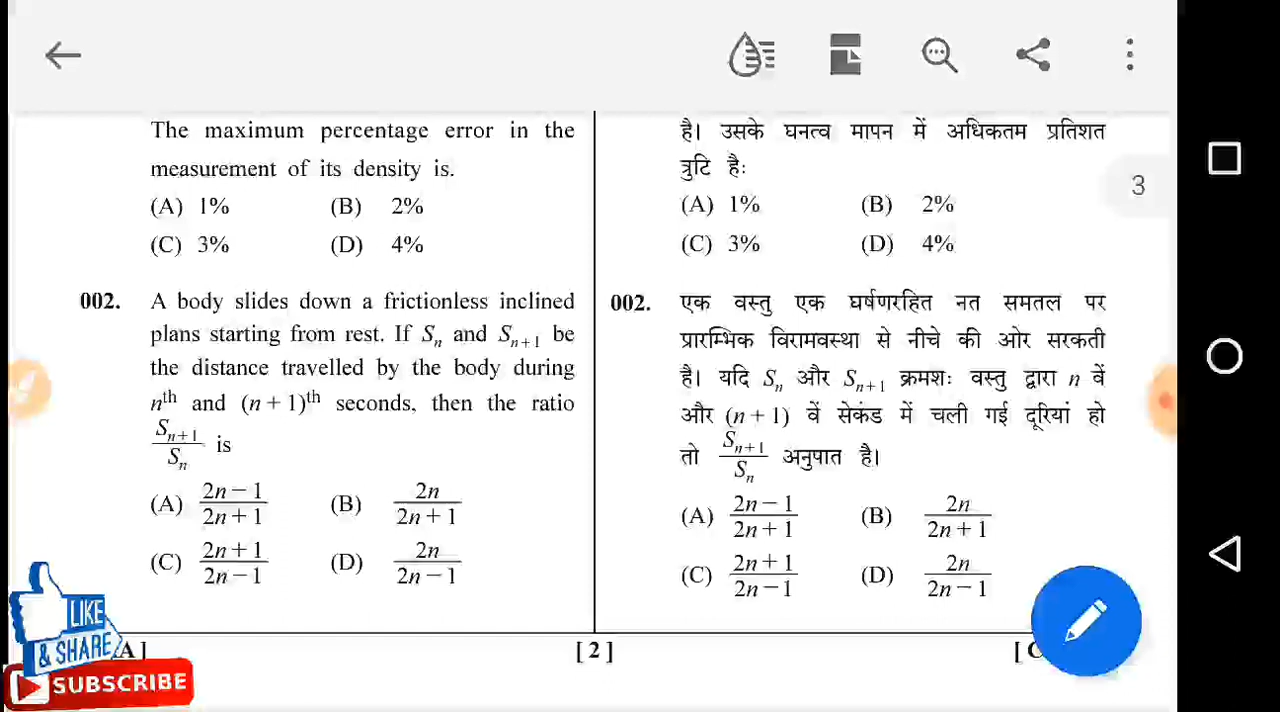 The maximum percentage error in the
measurement of its density is.
(A) 1% (B) 2%
(C) 3% (D) 4%
002. A body slides down a frictionless inclined
plans starting from rest. If Sₙ and Sₙ₊₁ be
the distance travelled by the body during
nᵗʰ and (n + 1)ᵗʰ seconds, then the ratio
Sₙ₊₁/Sₙ is
(A) (2n − 1)/(2n + 1) (B) 2n/(2n + 1)
(C) (2n + 1)/(2n − 1) (D) 2n/(2n − 1)
है। उसके घनत्व मापन में अधिकतम प्रतिशत
त्रुटि हैः
(A) 1% (B) 2%
(C) 3% (D) 4%
002. एक वस्तु एक घर्षणरहित नत समतल पर
प्रारम्भिक विरामवस्था से नीचे की ओर सरकती
है। यदि Sₙ और Sₙ₊₁ क्रमशः वस्तु द्वारा n वें
और (n + 1) वें सेकंड में चली गई दूरियां हो
तो Sₙ₊₁/Sₙ अनुपात है।
(A) (2n − 1)/(2n + 1) (B) 2n/(2n + 1)
(C) (2n + 1)/(2n − 1) (D) 2n/(2n − 1)
3
A ] [ 2 ] [ C
LIKE
& SHARE
SUBSCRIBE